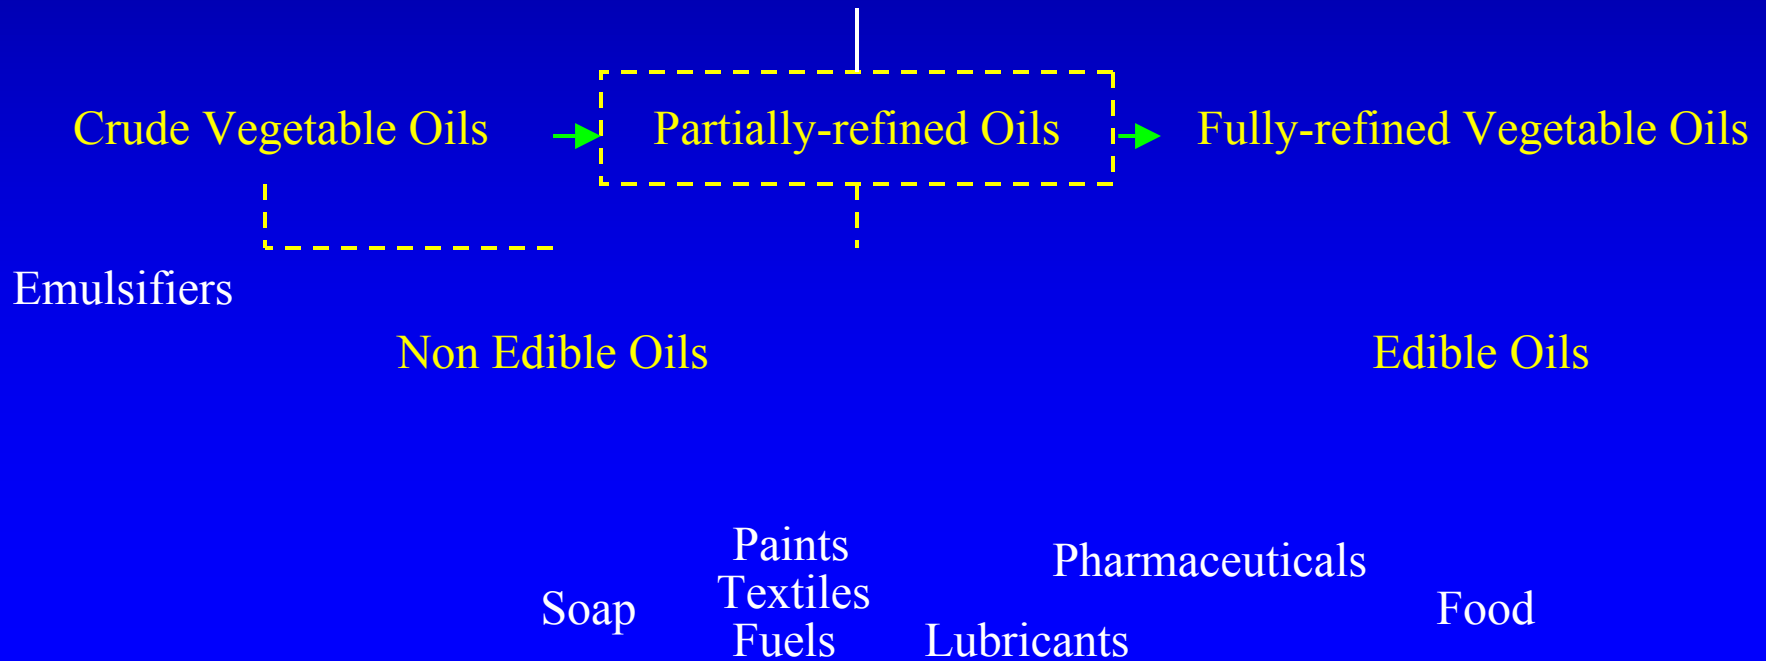 Crude Vegetable Oils
Partially-refined Oils
Fully-refined Vegetable Oils
Emulsifiers
Non Edible Oils
Edible Oils
Soap
Paints
Textiles
Fuels
Lubricants
Pharmaceuticals
Food